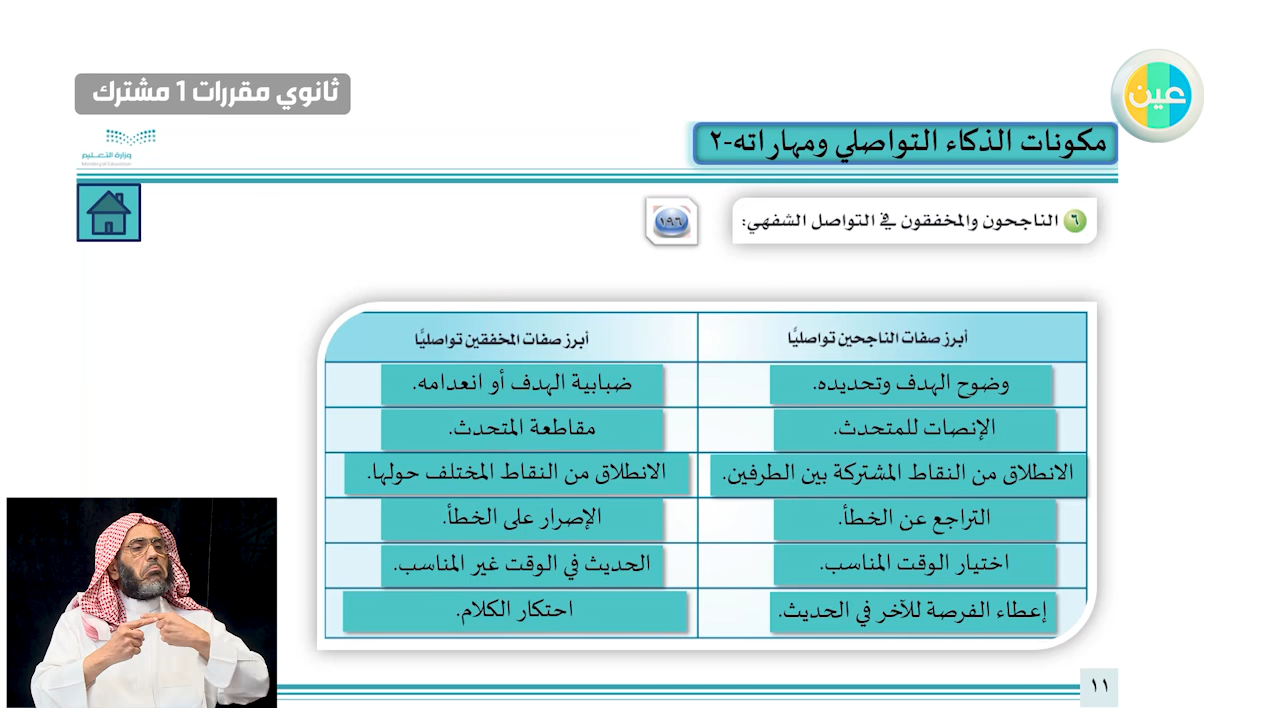 ثانوي مقررات 1 مشترك
عين
وزارة التعليم
Ministry of Education
مكونات الذكاء التواصلي ومهاراته-٢
٦ الناجحون والمخفقون في التواصل الشفهي:
١٩٦
أبرز صفات الناجحين تواصليًا أبرز صفات المخفقين تواصليًا
وضوح الهدف وتحديده. ضبابية الهدف أو انعدامه.
الإنصات للمتحدث. مقاطعة المتحدث.
الانطلاق من النقاط المشتركة بين الطرفين. الانطلاق من النقاط المختلف حولها.
التراجع عن الخطأ. الإصرار على الخطأ.
اختيار الوقت المناسب. الحديث في الوقت غير المناسب.
إعطاء الفرصة للآخر في الحديث. احتكار الكلام.
١١